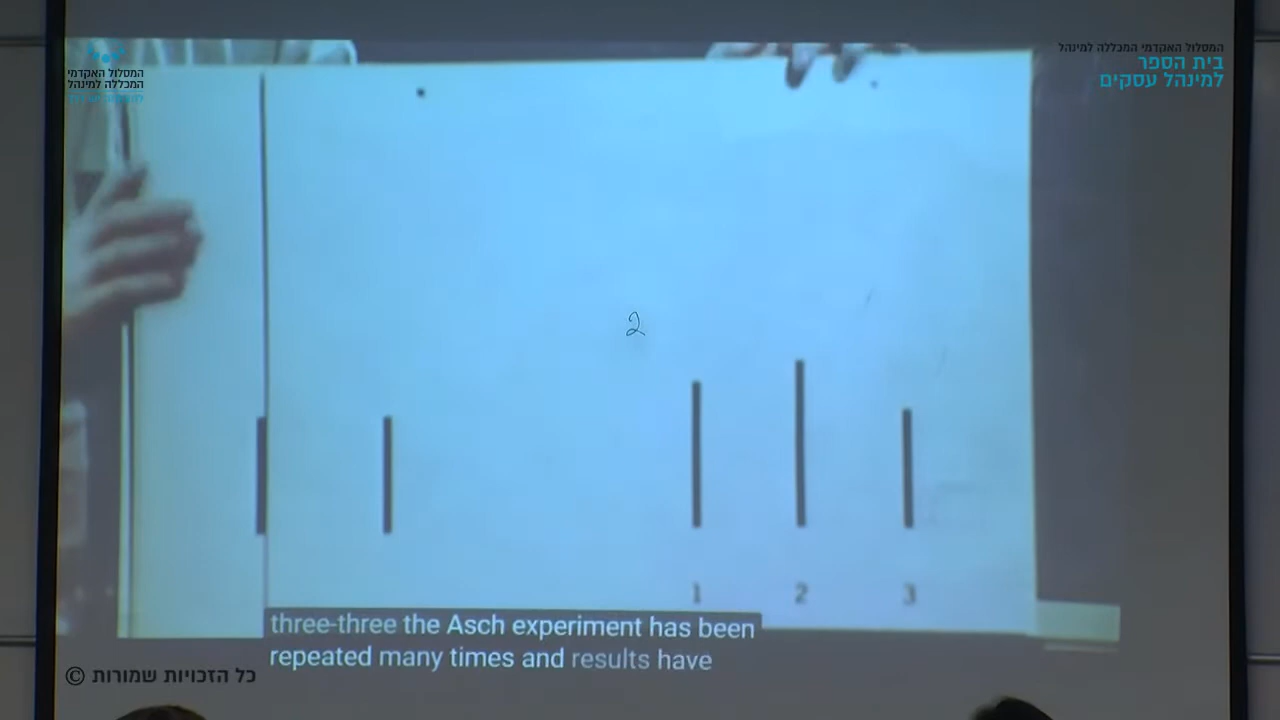 המסלול האקדמי
המכללה למינהל
המסלול האקדמי המכללה למינהל
בית הספר
למינהל עסקים
2
1 2 3
three-three the Asch experiment has been
repeated many times and results have
כל הזכויות שמורות ©